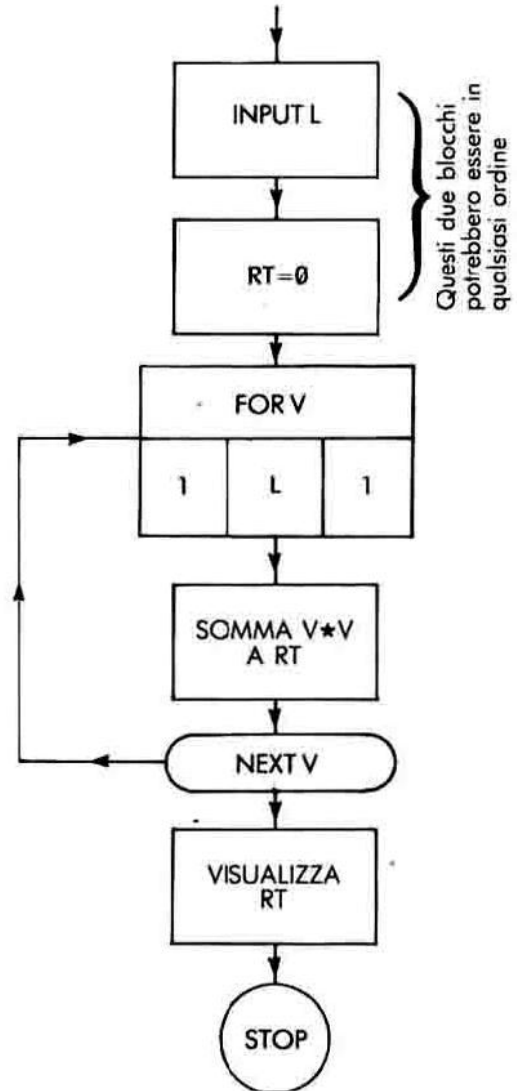 INPUT L
RT=0
Questi due blocchi
potrebbero essere in
qualsiasi ordine
FOR V
1 L 1
SOMMA V*V
A RT
NEXT V
VISUALIZZA
RT
STOP